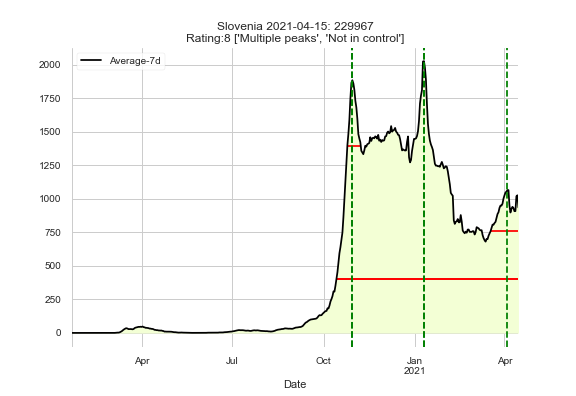 Slovenia 2021-04-15: 229967
Rating:8 ['Multiple peaks', 'Not in control']
Average-7d
2000
1750
1500
1250
1000
750
500
250
0
Apr
Jul
Oct
Jan
2021
Apr
Date